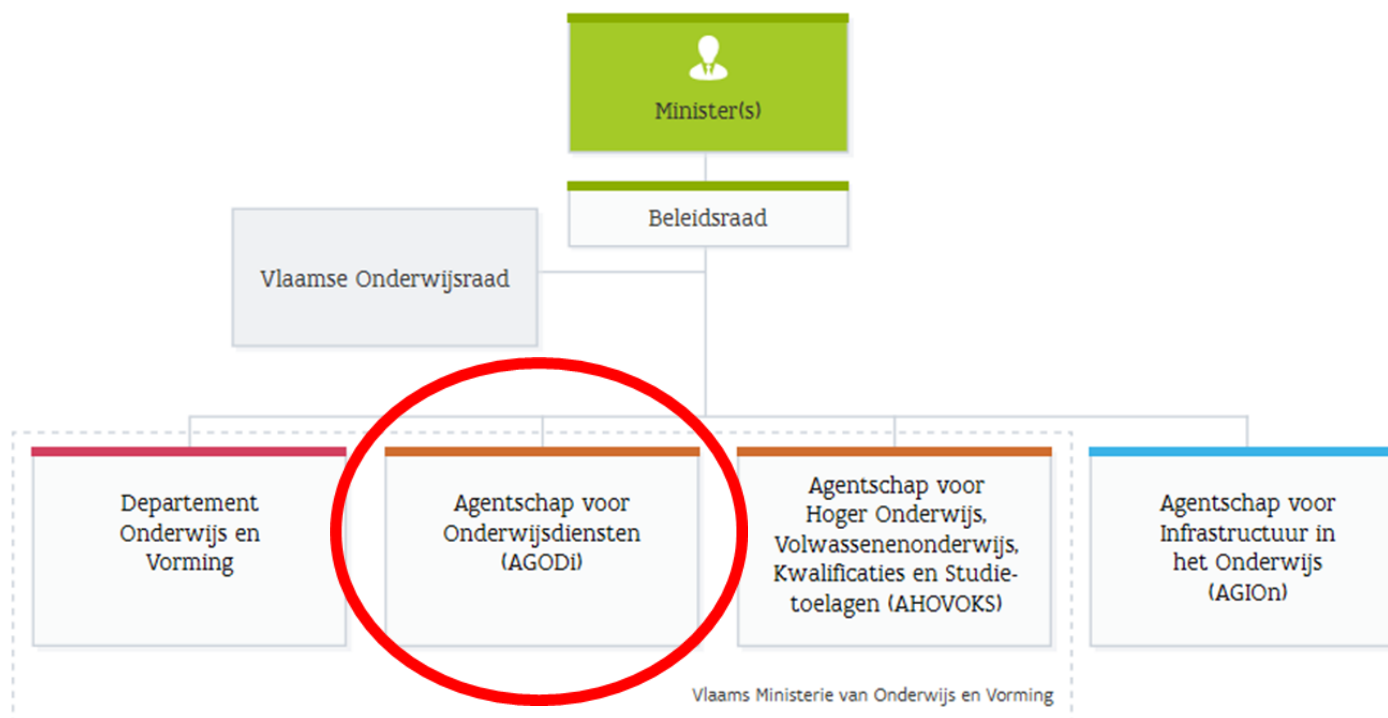 Minister(s)
Beleidsraad
Vlaamse Onderwijsraad
Departement
Onderwijs en
Vorming
Agentschap voor
Onderwijsdiensten
(AGODi)
Agentschap voor
Hoger Onderwijs,
Volwassenenonderwijs,
Kwalificaties en Studie-
toelagen (AHOVOKS)
Agentschap voor
Infrastructuur in
het Onderwijs
(AGIOn)
Vlaams Ministerie van Onderwijs en Vorming